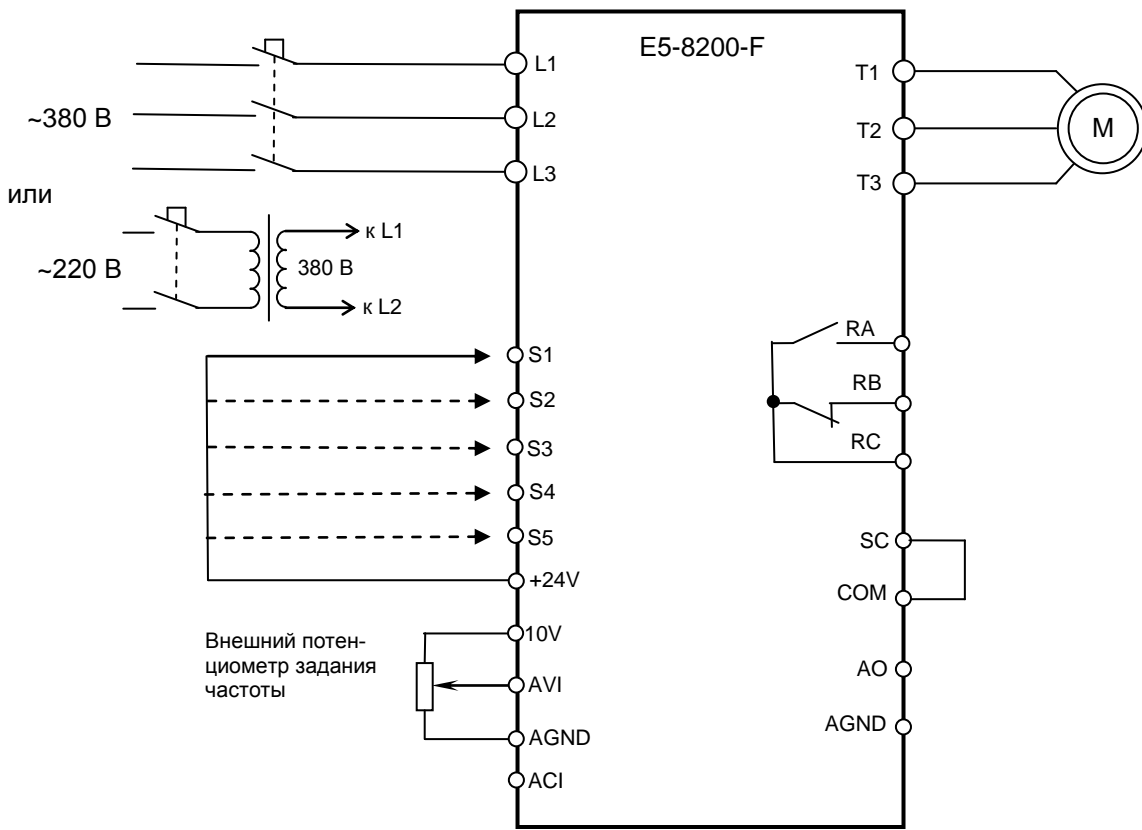 E5-8200-F
L1
L2
L3
~380 В
или
~220 В
380 В
к L1
к L2
T1
T2
T3
M
S1
S2
S3
S4
S5
+24V
10V
AVI
AGND
ACI
Внешний потен-
циометр задания
частоты
RA
RB
RC
SC
COM
AO
AGND